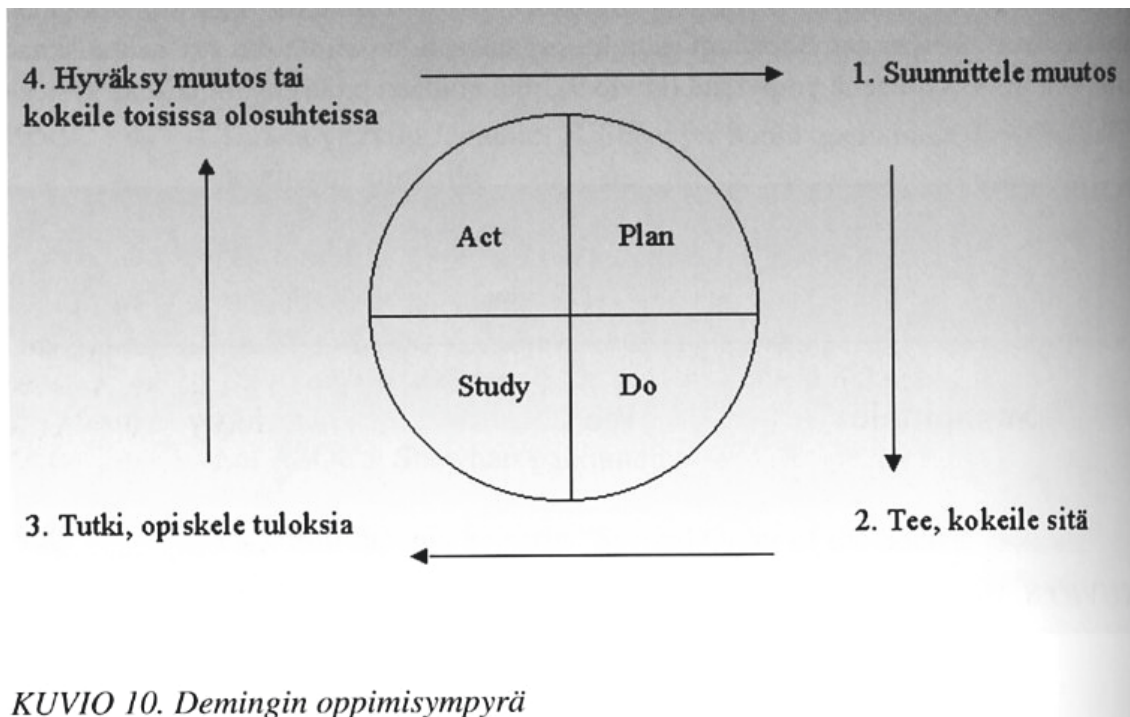 4. Hyväksy muutos tai
kokeile toisissa olosuhteissa
1. Suunnittele muutos
Act
Plan
Study
Do
3. Tutki, opiskele tuloksia
2. Tee, kokeile sitä
KUVIO 10. Demingin oppimisympyrä